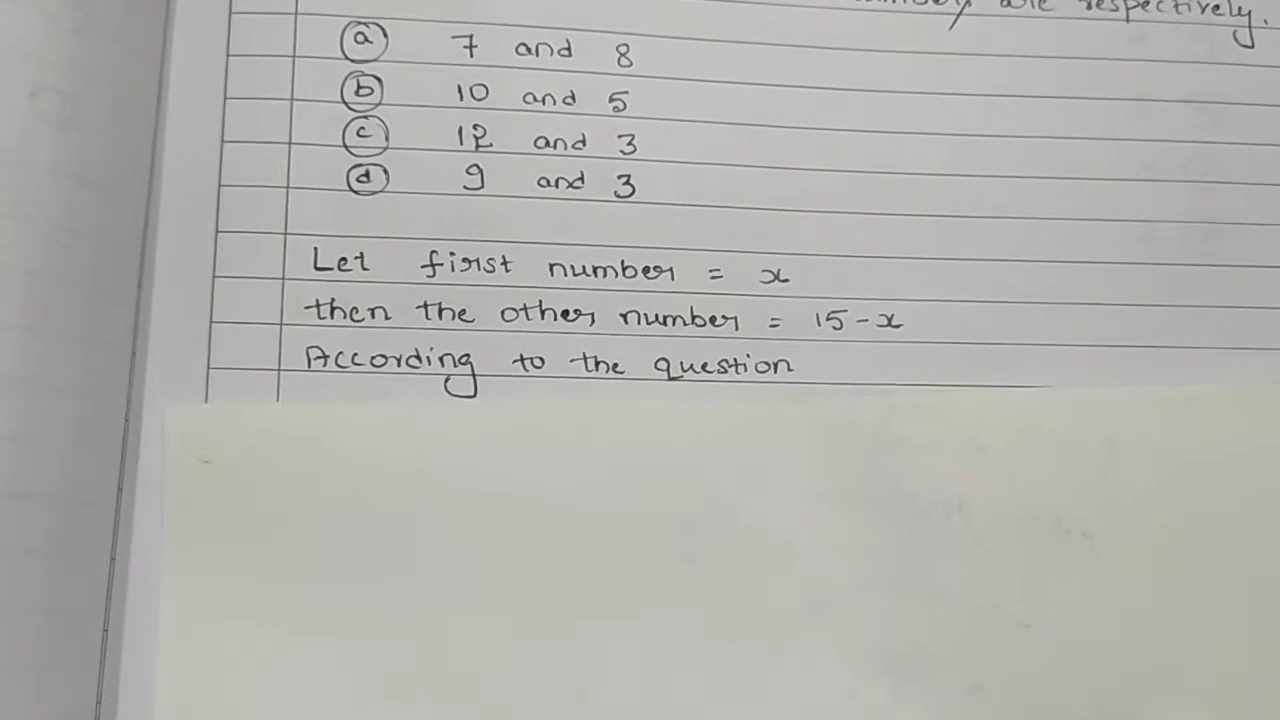 are respectively.
(a) 7 and 8
(b) 10 and 5
(c) 12 and 3
(d) 9 and 3
Let first number = x
then the other number = 15-x
According to the question